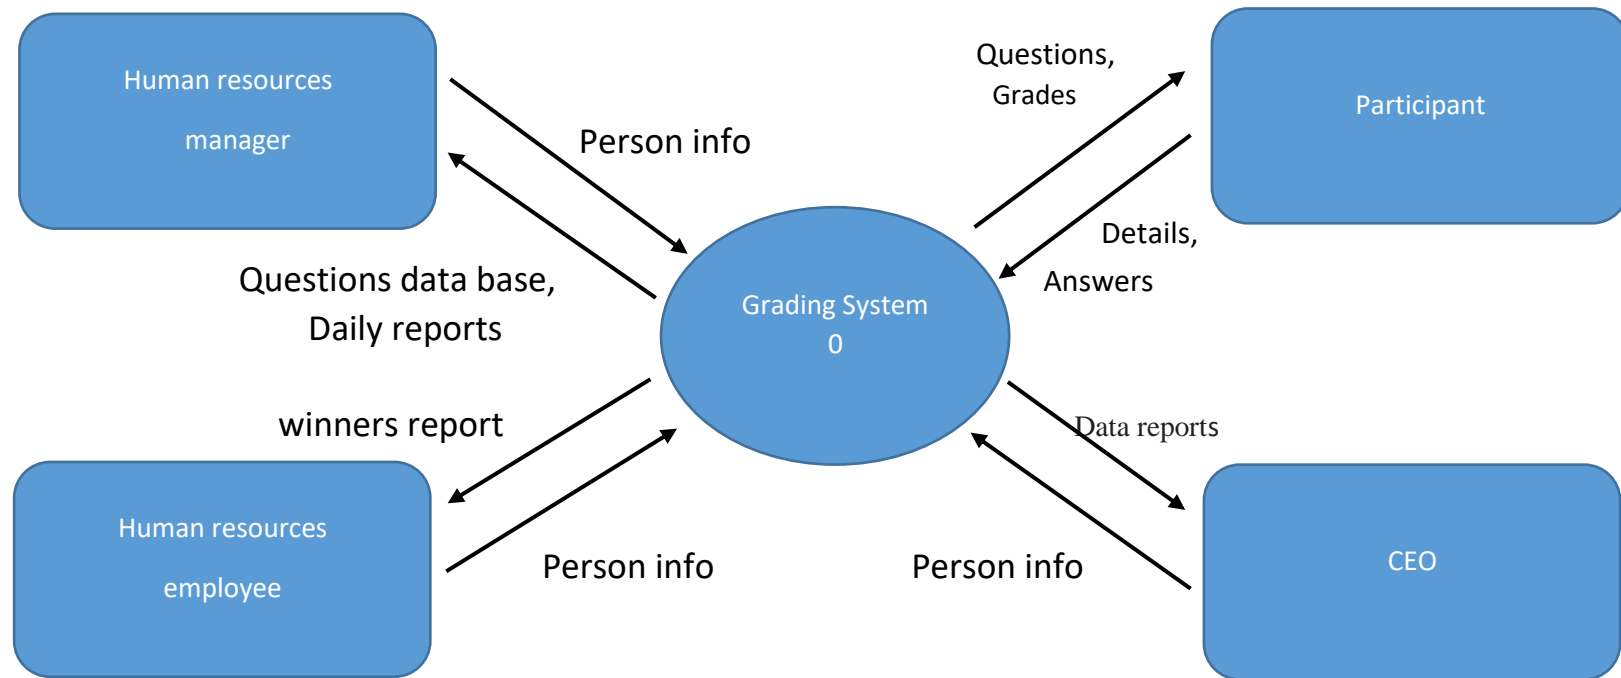 Human resources
manager
Person info
Questions data base,
Daily reports
Questions,
Grades
Participant
Details,
Answers
Grading System
0
winners report
Human resources
employee
Person info
Data reports
Person info
CEO